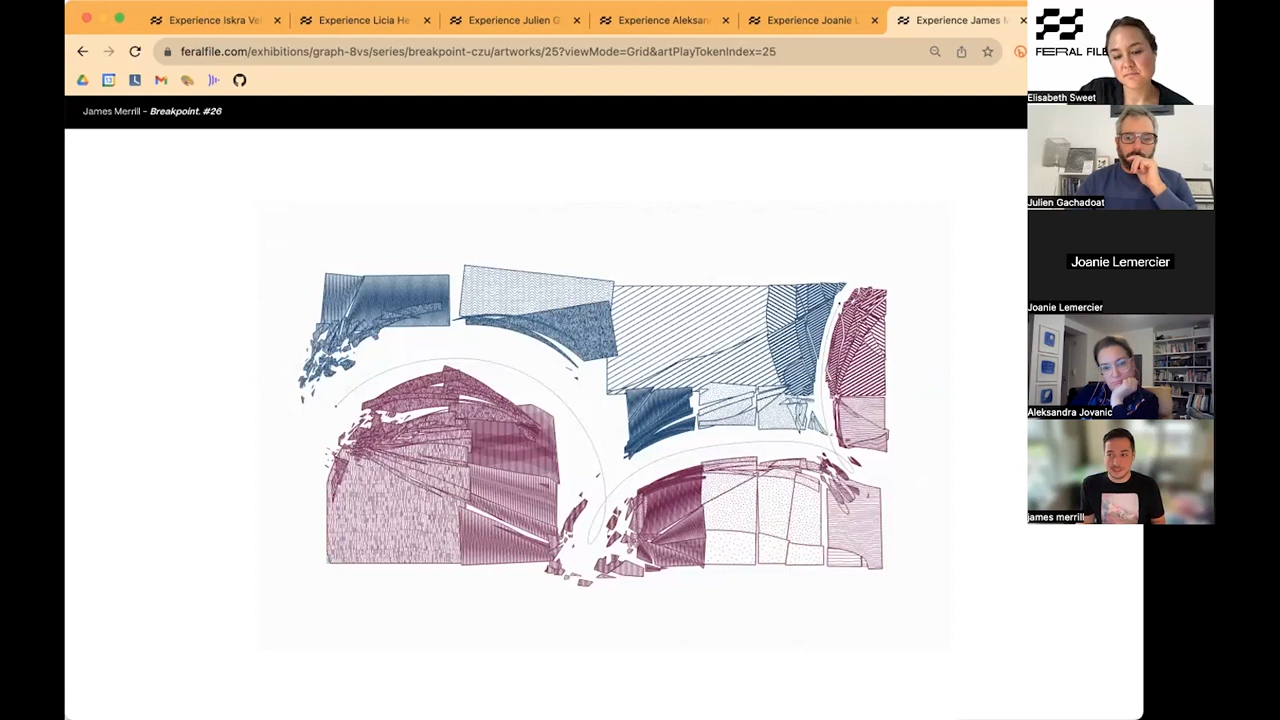 Experience Iskra Vel
Experience Licia He
Experience Julien G
Experience Aleksan
Experience Joanie L
Experience James M
feralfile.com/exhibitions/graph-8vs/series/breakpoint-czu/artworks/25?viewMode=Grid&artPlayTokenIndex=25
James Merrill – Breakpoint. #26
FERAL FILE
Elisabeth Sweet
Julien Gachadoat
Joanie Lemercier
Joanie Lemercier
Aleksandra Jovanic
james merrill